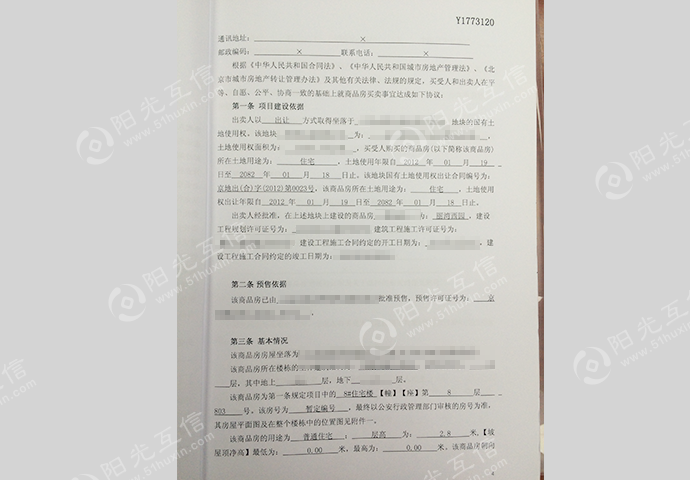 Y1773120
通讯地址： ×
邮政编码： × 联系电话： ×
根据《中华人民共和国合同法》、《中华人民共和国城市房地产管理法》、《北
京市城市房地产转让管理办法》及其他有关法律、法规的规定，买受人和出卖人在平
等、自愿、公平、协商一致的基础上就商品房买卖事宜达成如下协议：
第一条 项目建设依据
出卖人以 出让 方式取得坐落于 地块的国有土
地使用权、该地块 为： ，
土地使用权面积为： ，买受人购买的商品房(以下简称该商品房)
所在土地用途为： 住宅 ，土地使用年限自 2012 年 01 月 19
日至 2082 年 01 月 18 日止。该地块国有土地使用权出让合同编号为：
京地出(合)字(2012)第0023号，该商品房所在土地用途为： 住宅 ，土地使用
权出让年限自 2012 年 01 月 19 日至 2082 年 01 月 18 日止。
出卖人经批准，在上述地块上建设的商品房 为： 西园，建设
工程规划许可证号为： 建筑工程施工许可证号为：
建设工程施工合同约定的开工日期为： ，建
设工程施工合同约定的竣工日期为：
第二条 预售依据
该商品房已由 批准预售，预售许可证号为： 京
。
第三条 基本情况
该商品房房屋坐落为
该商品房所在楼栋的
层，其中地上 层，地下 层。
该商品房为第一条规定项目中的 8#住宅楼 【幢】【座】第 8 层
803 号。该房号为 暂定编号 ，最终以公安行政管理部门审核的房号为准，
其房屋平面图及在整个楼栋中的位置图见附件一。
该商品房的用途为 普通住宅 ； 层高 为： 2.8 米，【坡
屋顶净高】最低为： 0.00 米，最高为： 0.00 米。该商品房朝向
阳光互信
www.51huxin.com